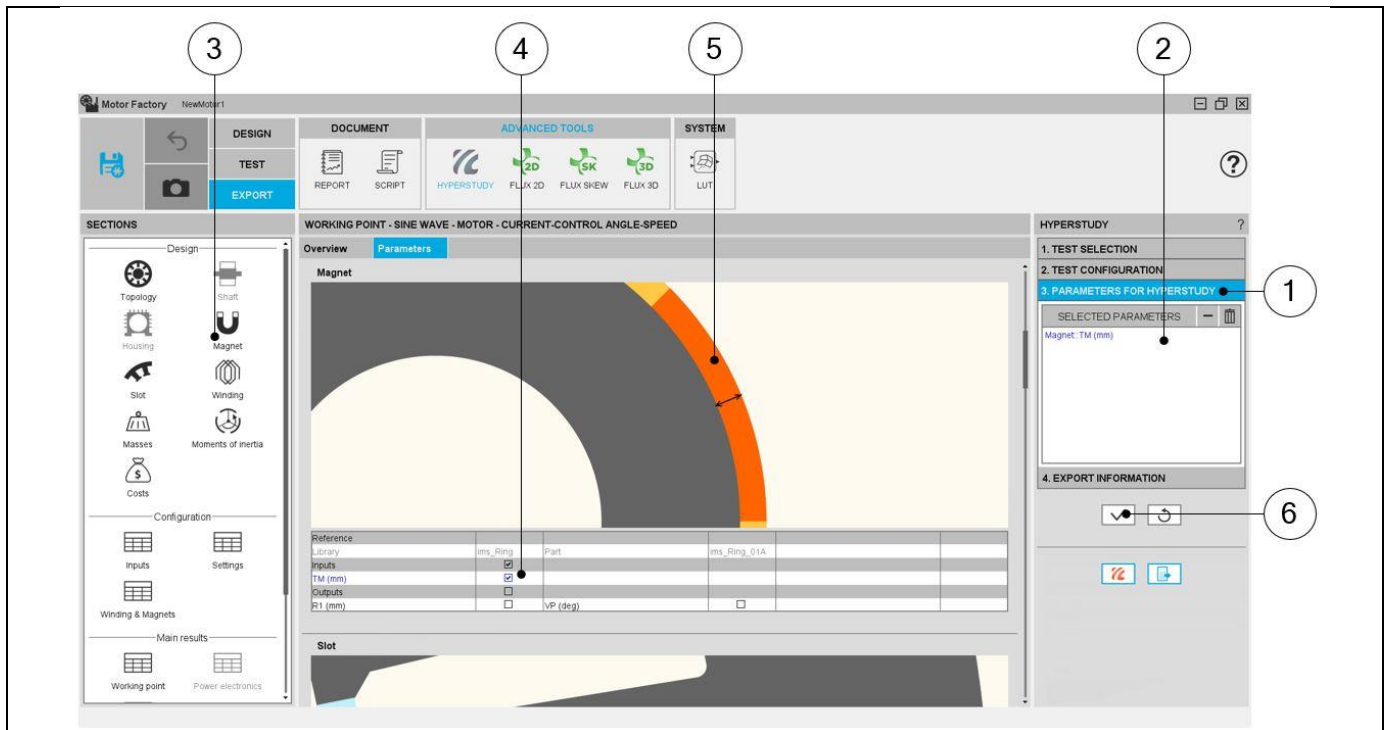 3
4
5
2
Motor Factory NewMotor1
DESIGN
TEST
EXPORT
DOCUMENT
REPORT SCRIPT
ADVANCED TOOLS
HYPERSTUDY FLUX 2D FLUX SKEW FLUX 3D
2D SK 3D
SYSTEM
LUT
?
SECTIONS
Design
Topology Shaft
Housing Magnet
Slot Winding
Masses Moments of inertia
$
Costs
Configuration
Inputs Settings
Winding & Magnets
Main results
Working point Power electronics
WORKING POINT - SINE WAVE - MOTOR - CURRENT-CONTROL ANGLE-SPEED
Overview Parameters
Magnet
Reference
Library ims_Ring Part ims_Ring_01A
Inputs
TM (mm)
Outputs
R1 (mm) VP (deg)
Slot
HYPERSTUDY ?
1. TEST SELECTION
2. TEST CONFIGURATION
3. PARAMETERS FOR HYPERSTUDY
SELECTED PARAMETERS
Magnet: TM (mm)
4. EXPORT INFORMATION
1
6